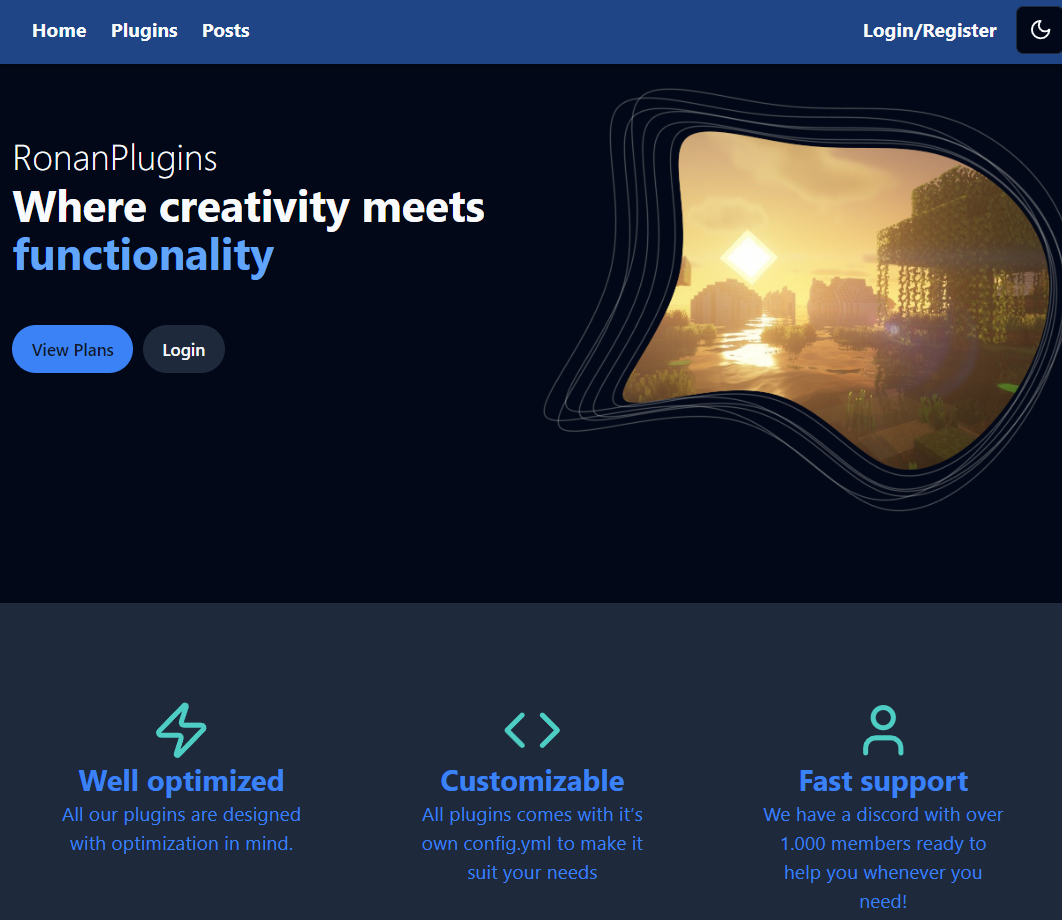 Home Plugins Posts Login/Register
RonanPlugins
Where creativity meets
functionality
View Plans Login
Well optimized
All our plugins are designed
with optimization in mind.
Customizable
All plugins comes with it's
own config.yml to make it
suit your needs
Fast support
We have a discord with over
1.000 members ready to
help you whenever you
need!